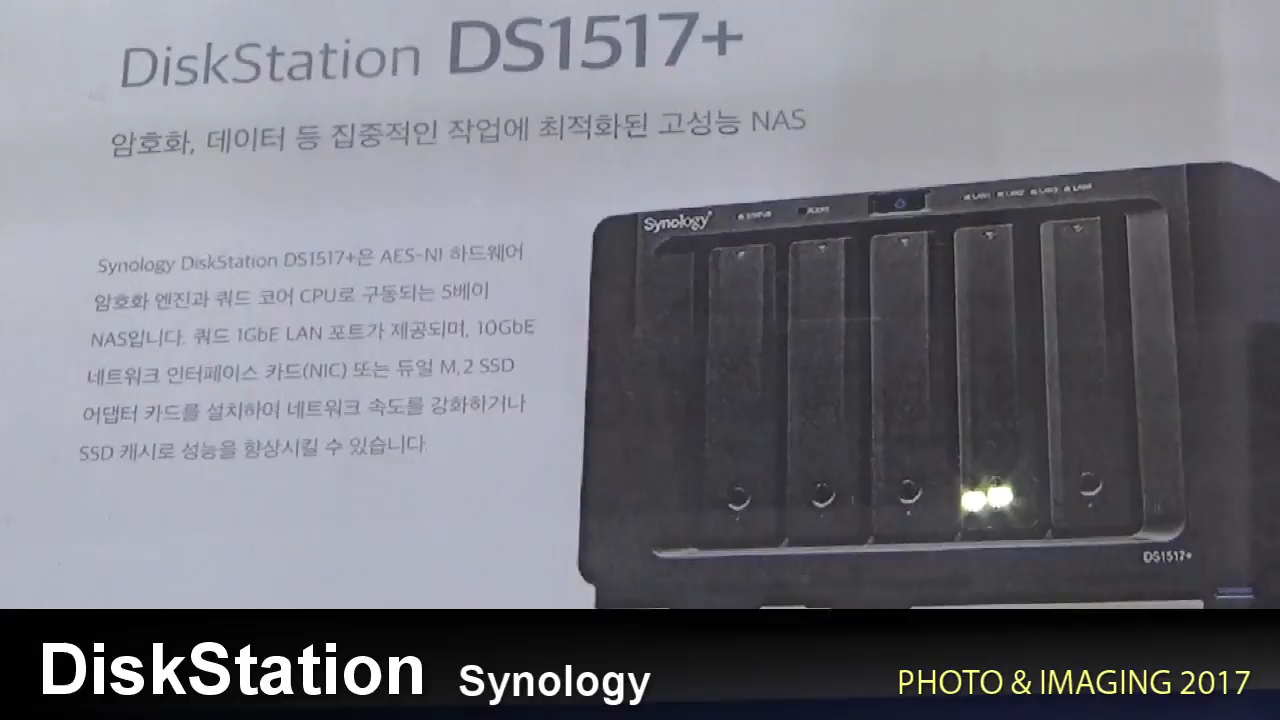 DiskStation DS1517+
암호화, 데이터 등 집중적인 작업에 최적화된 고성능 NAS
Synology DiskStation DS1517+은 AES-NI 하드웨어
암호화 엔진과 쿼드 코어 CPU로 구동되는 5베이
NAS입니다. 쿼드 1GbE LAN 포트가 제공되며, 10GbE
네트워크 인터페이스 카드(NIC) 또는 듀얼 M.2 SSD
어댑터 카드를 설치하여 네트워크 속도를 강화하거나
SSD 캐시로 성능을 향상시킬 수 있습니다.
Synology STATUS ALERT LAN1 LAN2 LAN3 LAN4
DS1517+
DiskStation Synology
PHOTO & IMAGING 2017